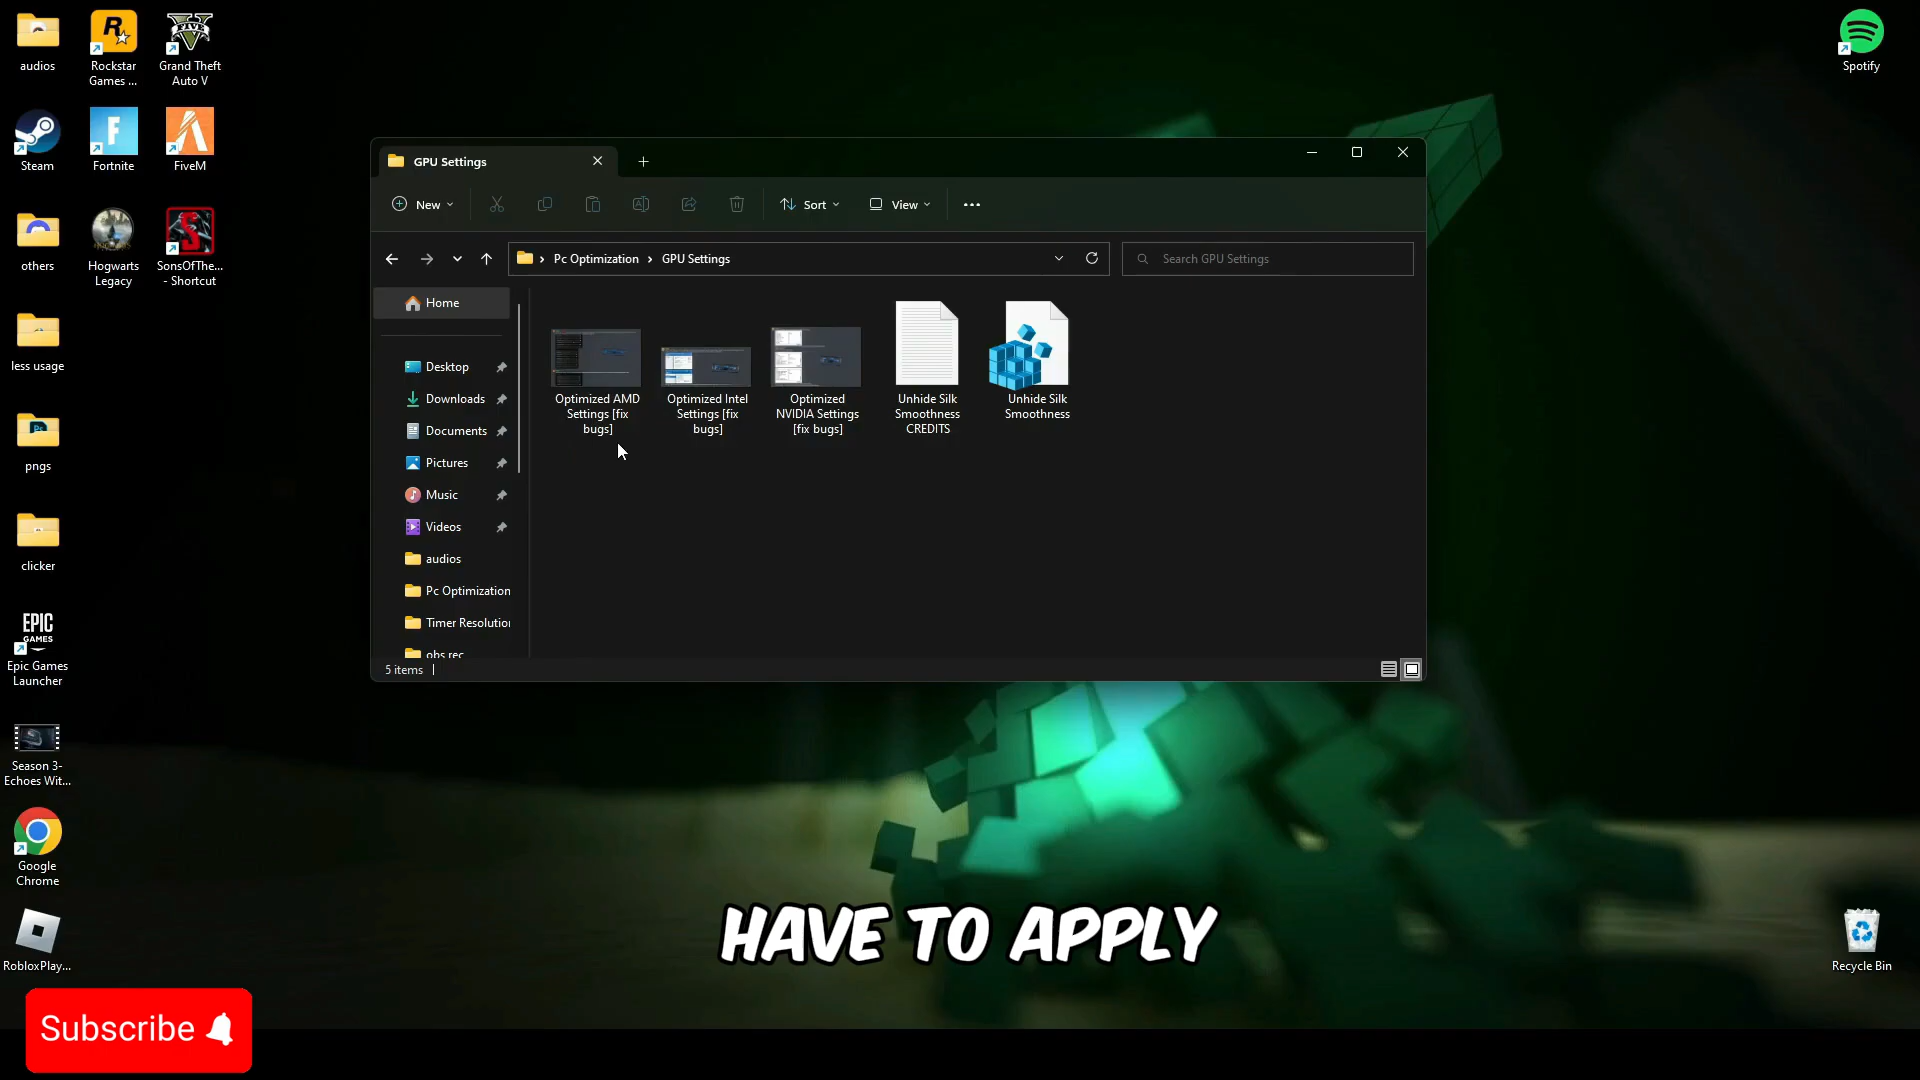 audios
Rockstar
Games ...
Grand Theft
Auto V
Spotify
Steam
Fortnite
FiveM
others
Hogwarts
Legacy
SonsOfThe...
- Shortcut
less usage
pngs
clicker
EPIC
GAMES
Epic Games
Launcher
Season 3-
Echoes Wit...
Google
Chrome
RobloxPlay...
Recycle Bin
GPU Settings
New
Sort
View
Pc Optimization
GPU Settings
Search GPU Settings
Home
Desktop
Downloads
Documents
Pictures
Music
Videos
audios
Pc Optimization
Timer Resolution
obs rec
Optimized AMD
Settings [fix
bugs]
Optimized Intel
Settings [fix
bugs]
Optimized
NVIDIA Settings
[fix bugs]
Unhide Silk
Smoothness
CREDITS
Unhide Silk
Smoothness
5 items
HAVE TO APPLY
Subscribe